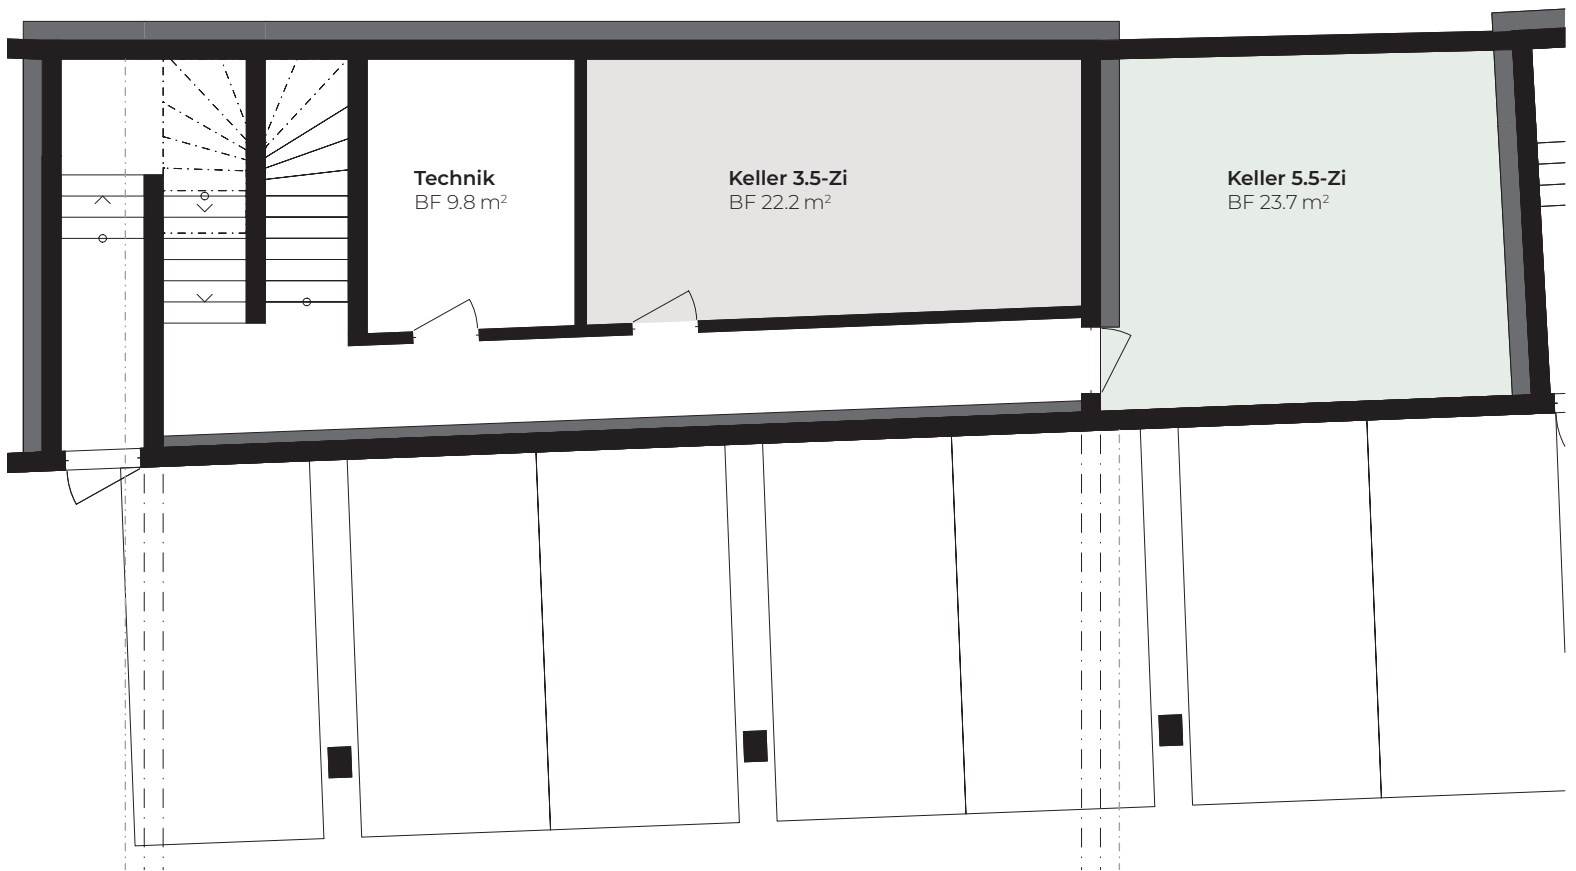 Technik
BF 9.8 m²
Keller 3.5-Zi
BF 22.2 m²
Keller 5.5-Zi
BF 23.7 m²